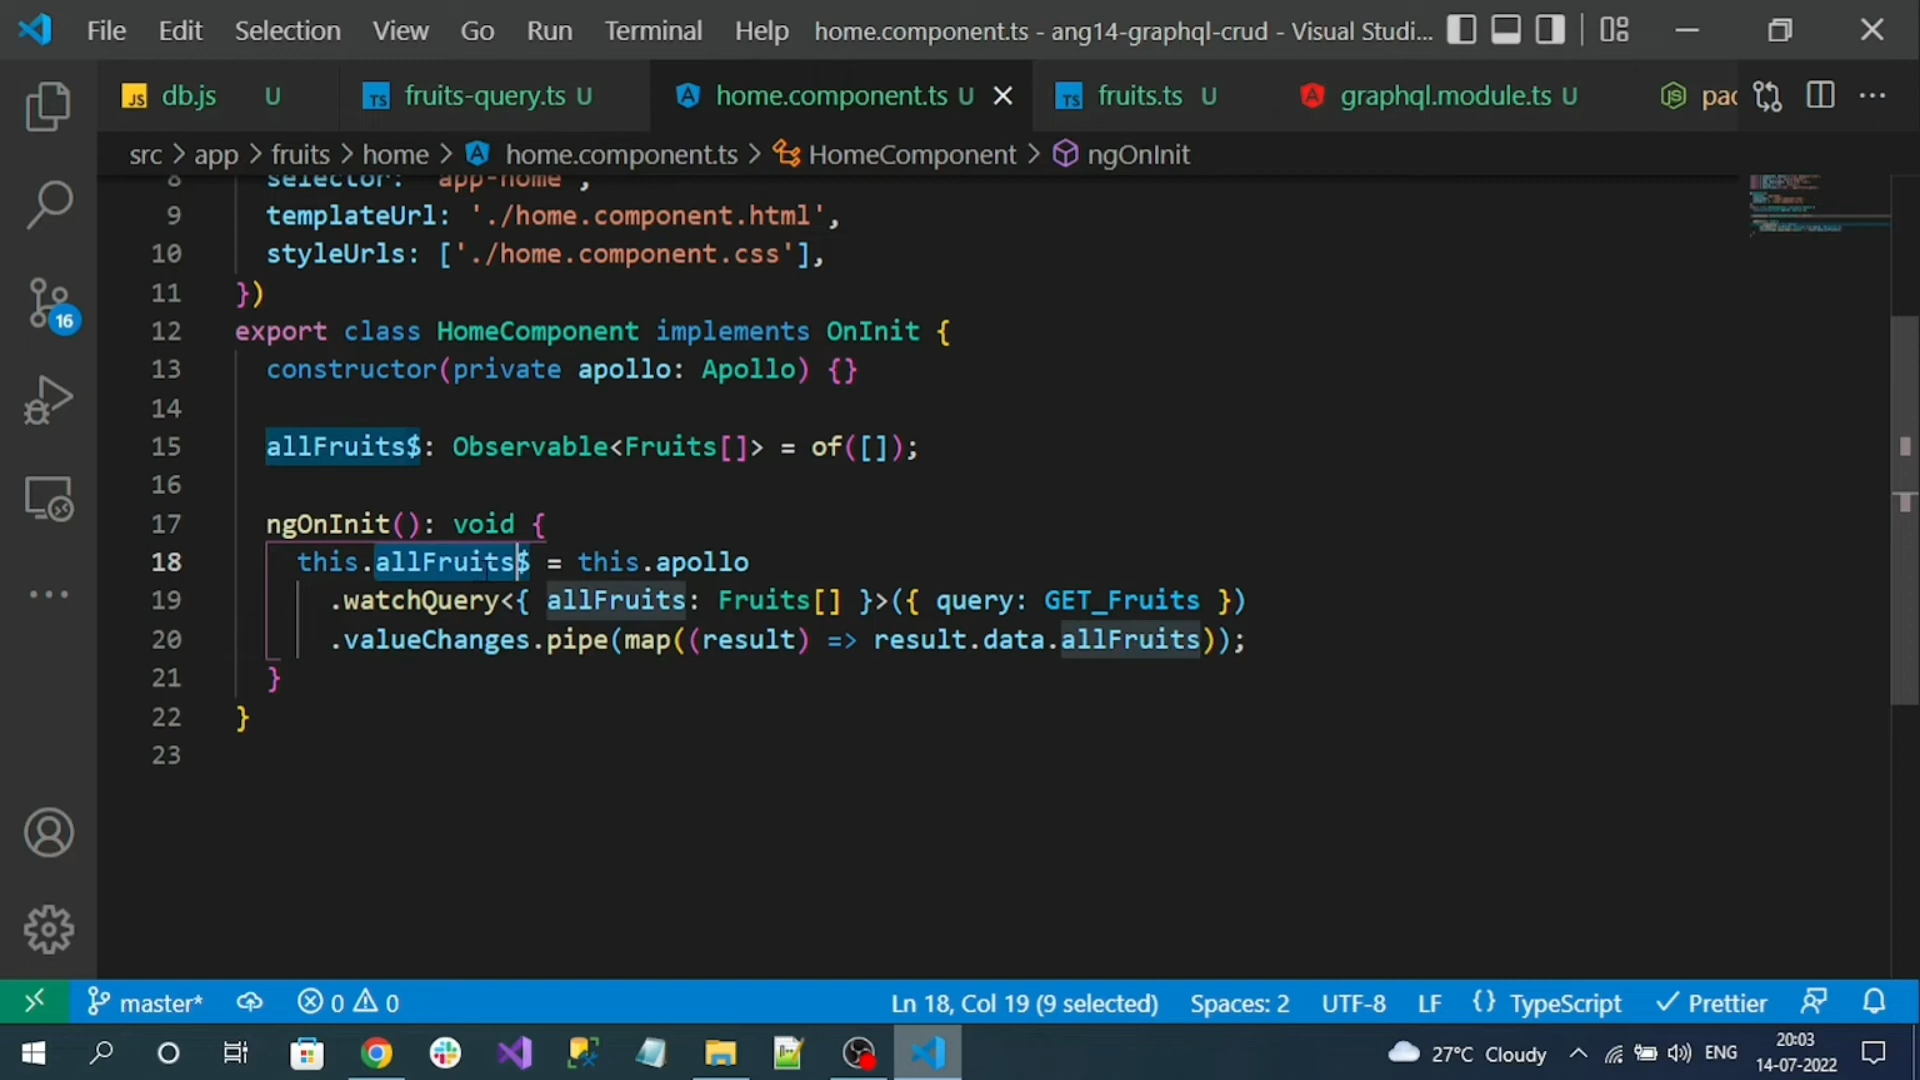 File Edit Selection View Go Run Terminal Help home.component.ts - ang14-graphql-crud - Visual Studi...
db.js U fruits-query.ts U home.component.ts U fruits.ts U graphql.module.ts U pac
src > app > fruits > home > home.component.ts > HomeComponent > ngOnInit
8 selector: 'app-home',
9 templateUrl: './home.component.html',
10 styleUrls: ['./home.component.css'],
11 })
12 export class HomeComponent implements OnInit {
13 constructor(private apollo: Apollo) {}
14
15 allFruits$: Observable<Fruits[]> = of([]);
16
17 ngOnInit(): void {
18 this.allFruits$ = this.apollo
19 .watchQuery<{ allFruits: Fruits[] }>({ query: GET_Fruits })
20 .valueChanges.pipe(map((result) => result.data.allFruits));
21 }
22 }
23
16
master* 0 0 Ln 18, Col 19 (9 selected) Spaces: 2 UTF-8 LF {} TypeScript Prettier
27°C Cloudy ENG 20:03
14-07-2022